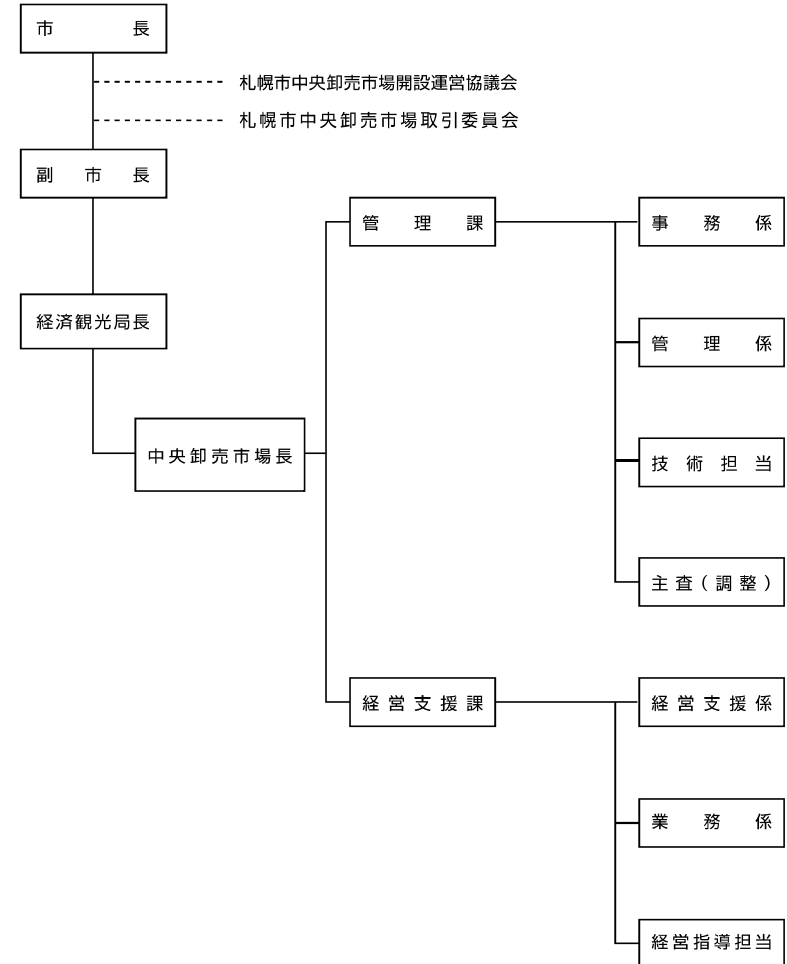 市長
札幌市中央卸売市場開設運営協議会
札幌市中央卸売市場取引委員会
副市長
経済観光局長
中央卸売市場長
管理課
事務係
管理係
技術担当
主査(調整)
経営支援課
経営支援係
業務係
経営指導担当